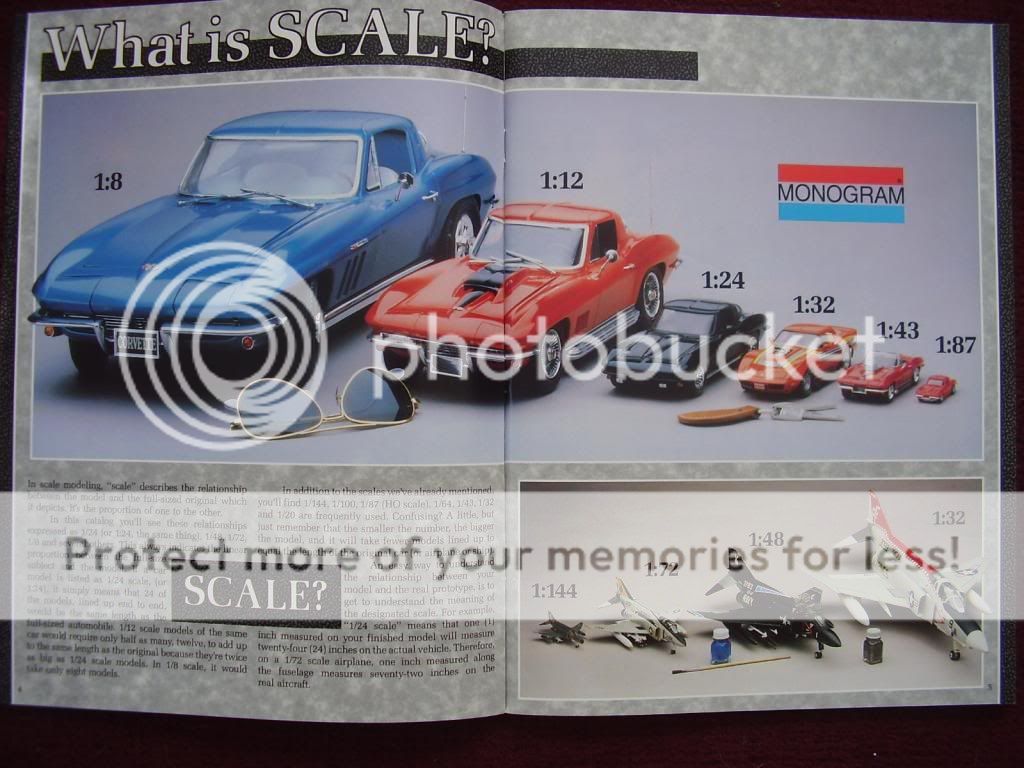 What is SCALE?
1:8
1:12
MONOGRAM
1:24
1:32
1:43
1:87
CORVETTE
photobucket
In scale modeling, "scale" describes the relationship
between the model and the full-sized original which
it depicts. It's the proportion of one to the other.
In this catalog you'll see these relationships
expressed as 1/24 (or 1:24, the same thing), 1/48, 1/72,
model is listed as 1/24 scale, (or
1:24), it simply means that 24 of
the models, lined up end to end,
would be the same length as the
full-sized automobile. 1/12 scale models of the same
car would require only half as many, twelve, to add up
to the same length as the original because they're twice
as big as 1/24 scale models. In 1/8 scale, it would
take only eight models.
SCALE?
In addition to the scales we've already mentioned,
you'll find 1/144, 1/100, 1/87 (HO scale), 1/64, 1/43, 1/32
and 1/20 are frequently used. Confusing? A little, but
just remember that the smaller the number, the bigger
the model, and it will take fewer models lined up to
relationship between your
model and the real prototype, is to
get to understand the meaning of
the designated scale. For example,
"1/24 scale" means that one (1)
inch measured on your finished model will measure
twenty-four (24) inches on the actual vehicle. Therefore,
on a 1/72 scale airplane, one inch measured along
the fuselage measures seventy-two inches on the
real aircraft.
Protect more of your memories for less!
1:144
1:72
1:48
1:32
4
5